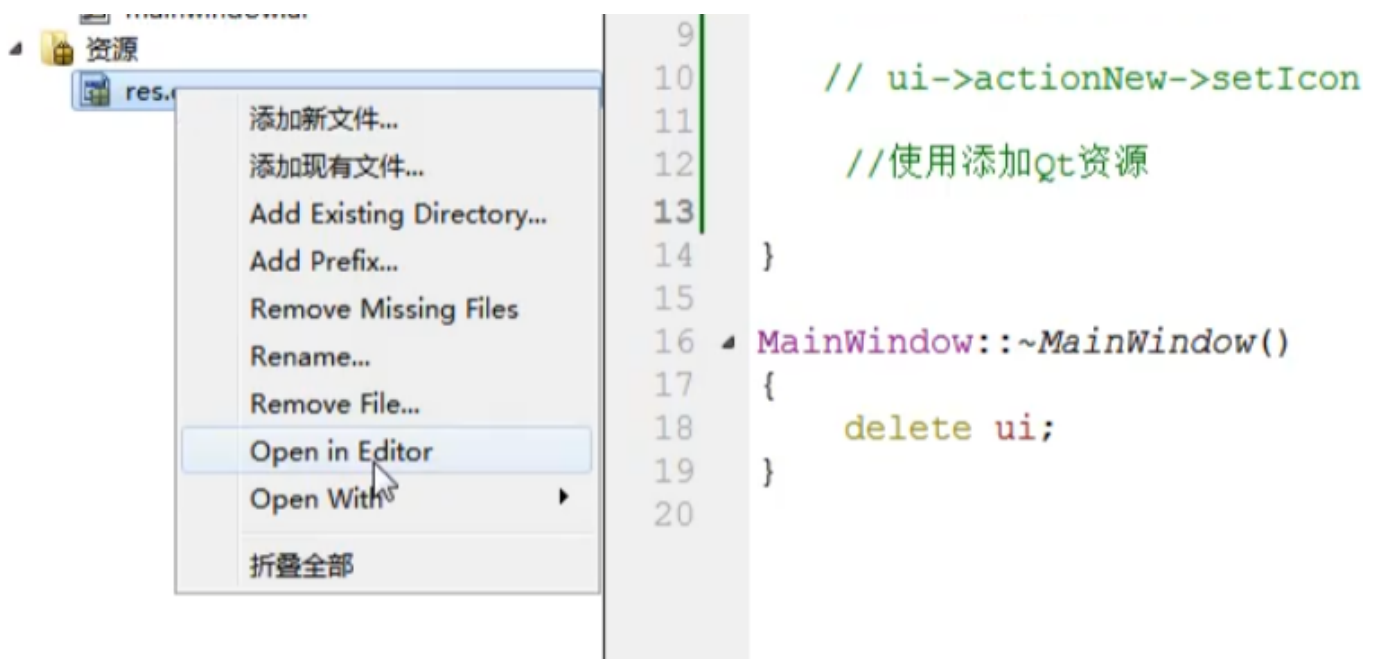 资源
res.
添加新文件...
添加现有文件...
Add Existing Directory...
Add Prefix...
Remove Missing Files
Rename...
Remove File...
Open in Editor
Open With
折叠全部
9
10 // ui->actionNew->setIcon
11
12 //使用添加Qt资源
13
14 }
15
16 MainWindow::~MainWindow()
17 {
18 delete ui;
19 }
20